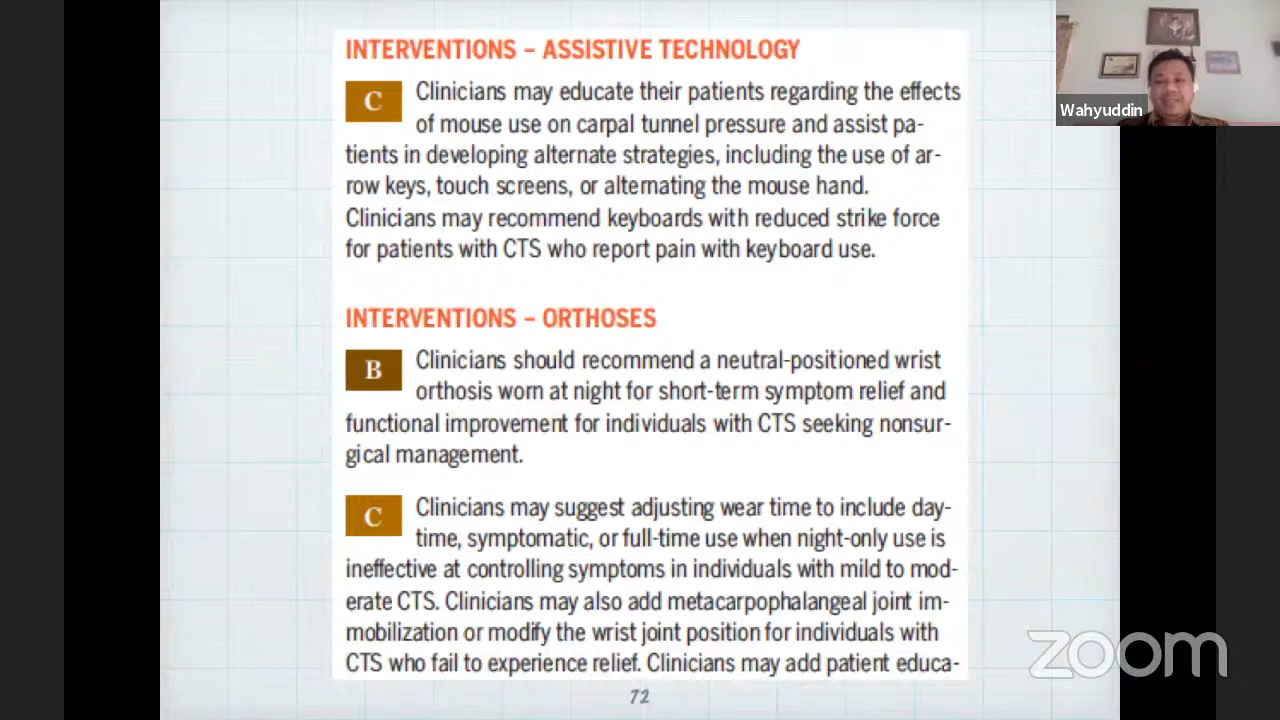 INTERVENTIONS – ASSISTIVE TECHNOLOGY
C
Clinicians may educate their patients regarding the effects
of mouse use on carpal tunnel pressure and assist pa-
tients in developing alternate strategies, including the use of ar-
row keys, touch screens, or alternating the mouse hand.
Clinicians may recommend keyboards with reduced strike force
for patients with CTS who report pain with keyboard use.
INTERVENTIONS – ORTHOSES
B
Clinicians should recommend a neutral-positioned wrist
orthosis worn at night for short-term symptom relief and
functional improvement for individuals with CTS seeking nonsur-
gical management.
C
Clinicians may suggest adjusting wear time to include day-
time, symptomatic, or full-time use when night-only use is
ineffective at controlling symptoms in individuals with mild to mod-
erate CTS. Clinicians may also add metacarpophalangeal joint im-
mobilization or modify the wrist joint position for individuals with
CTS who fail to experience relief. Clinicians may add patient educa-
72
Wahyuddin
zoom